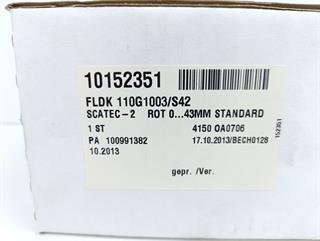 10152351
FLDK 110G1003/S42
SCATEC-2 ROT 0...43MM STANDARD
1 ST 4150 OA0706
PA 100991382 17.10.2013/BECH0128
10.2013
gepr. /Ver.
152351